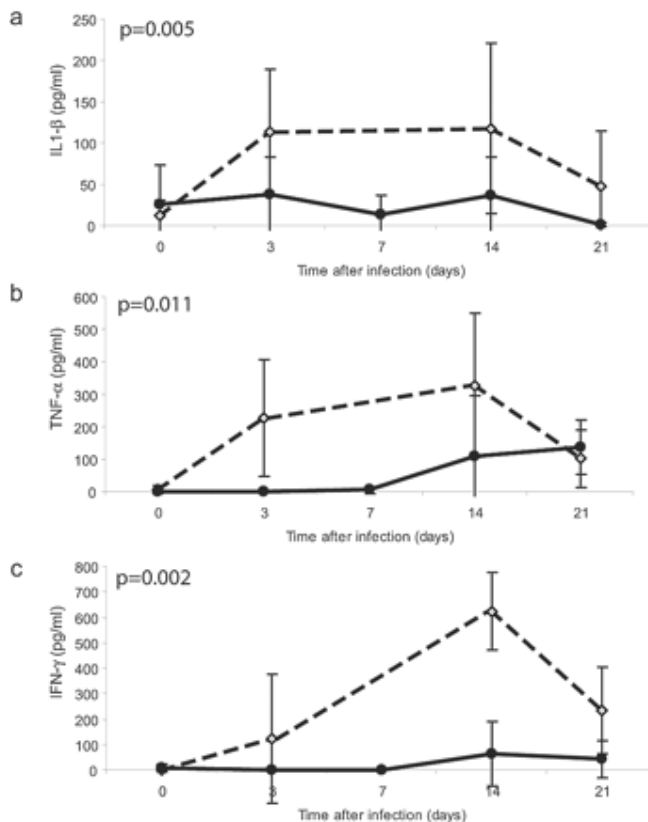 a
p=0.005
IL1-β (pg/ml)
250
200
150
100
50
0
0 3 7 14 21
Time after infection (days)
b
p=0.011
TNF-α (pg/ml)
600
500
400
300
200
100
0
0 3 7 14 21
Time after infection (days)
c
p=0.002
IFN-γ (pg/ml)
800
700
600
500
400
300
200
100
0
0 3 7 14 21
Time after infection (days)